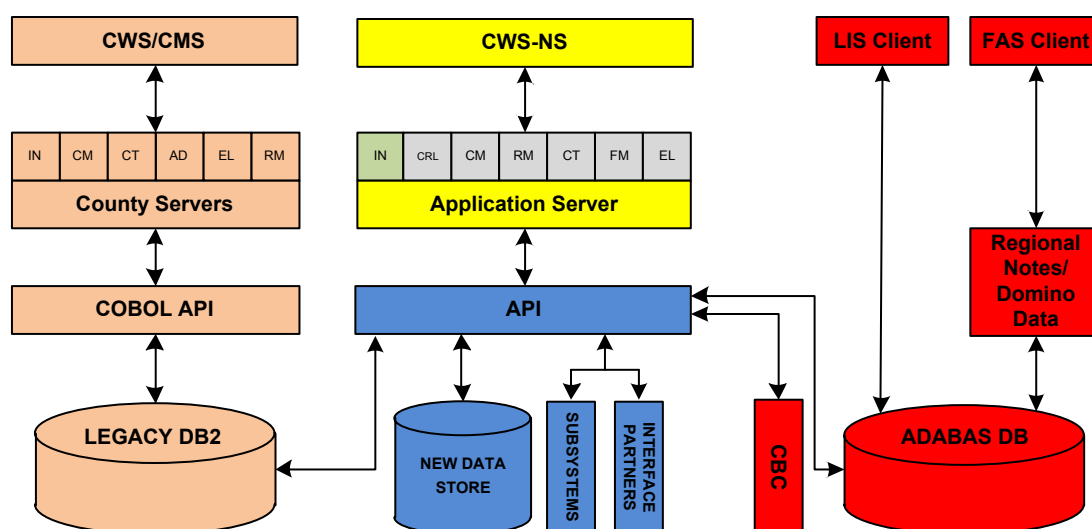 CWS/CMS
CWS-NS
LIS Client
FAS Client
IN CM CT AD EL RM
County Servers
IN CRL CM RM CT FM EL
Application Server
Regional
Notes/
Domino
Data
COBOL API
API
LEGACY DB2
NEW DATA
STORE
SUBSYSTEMS
INTERFACE
PARTNERS
CBC
ADABAS DB